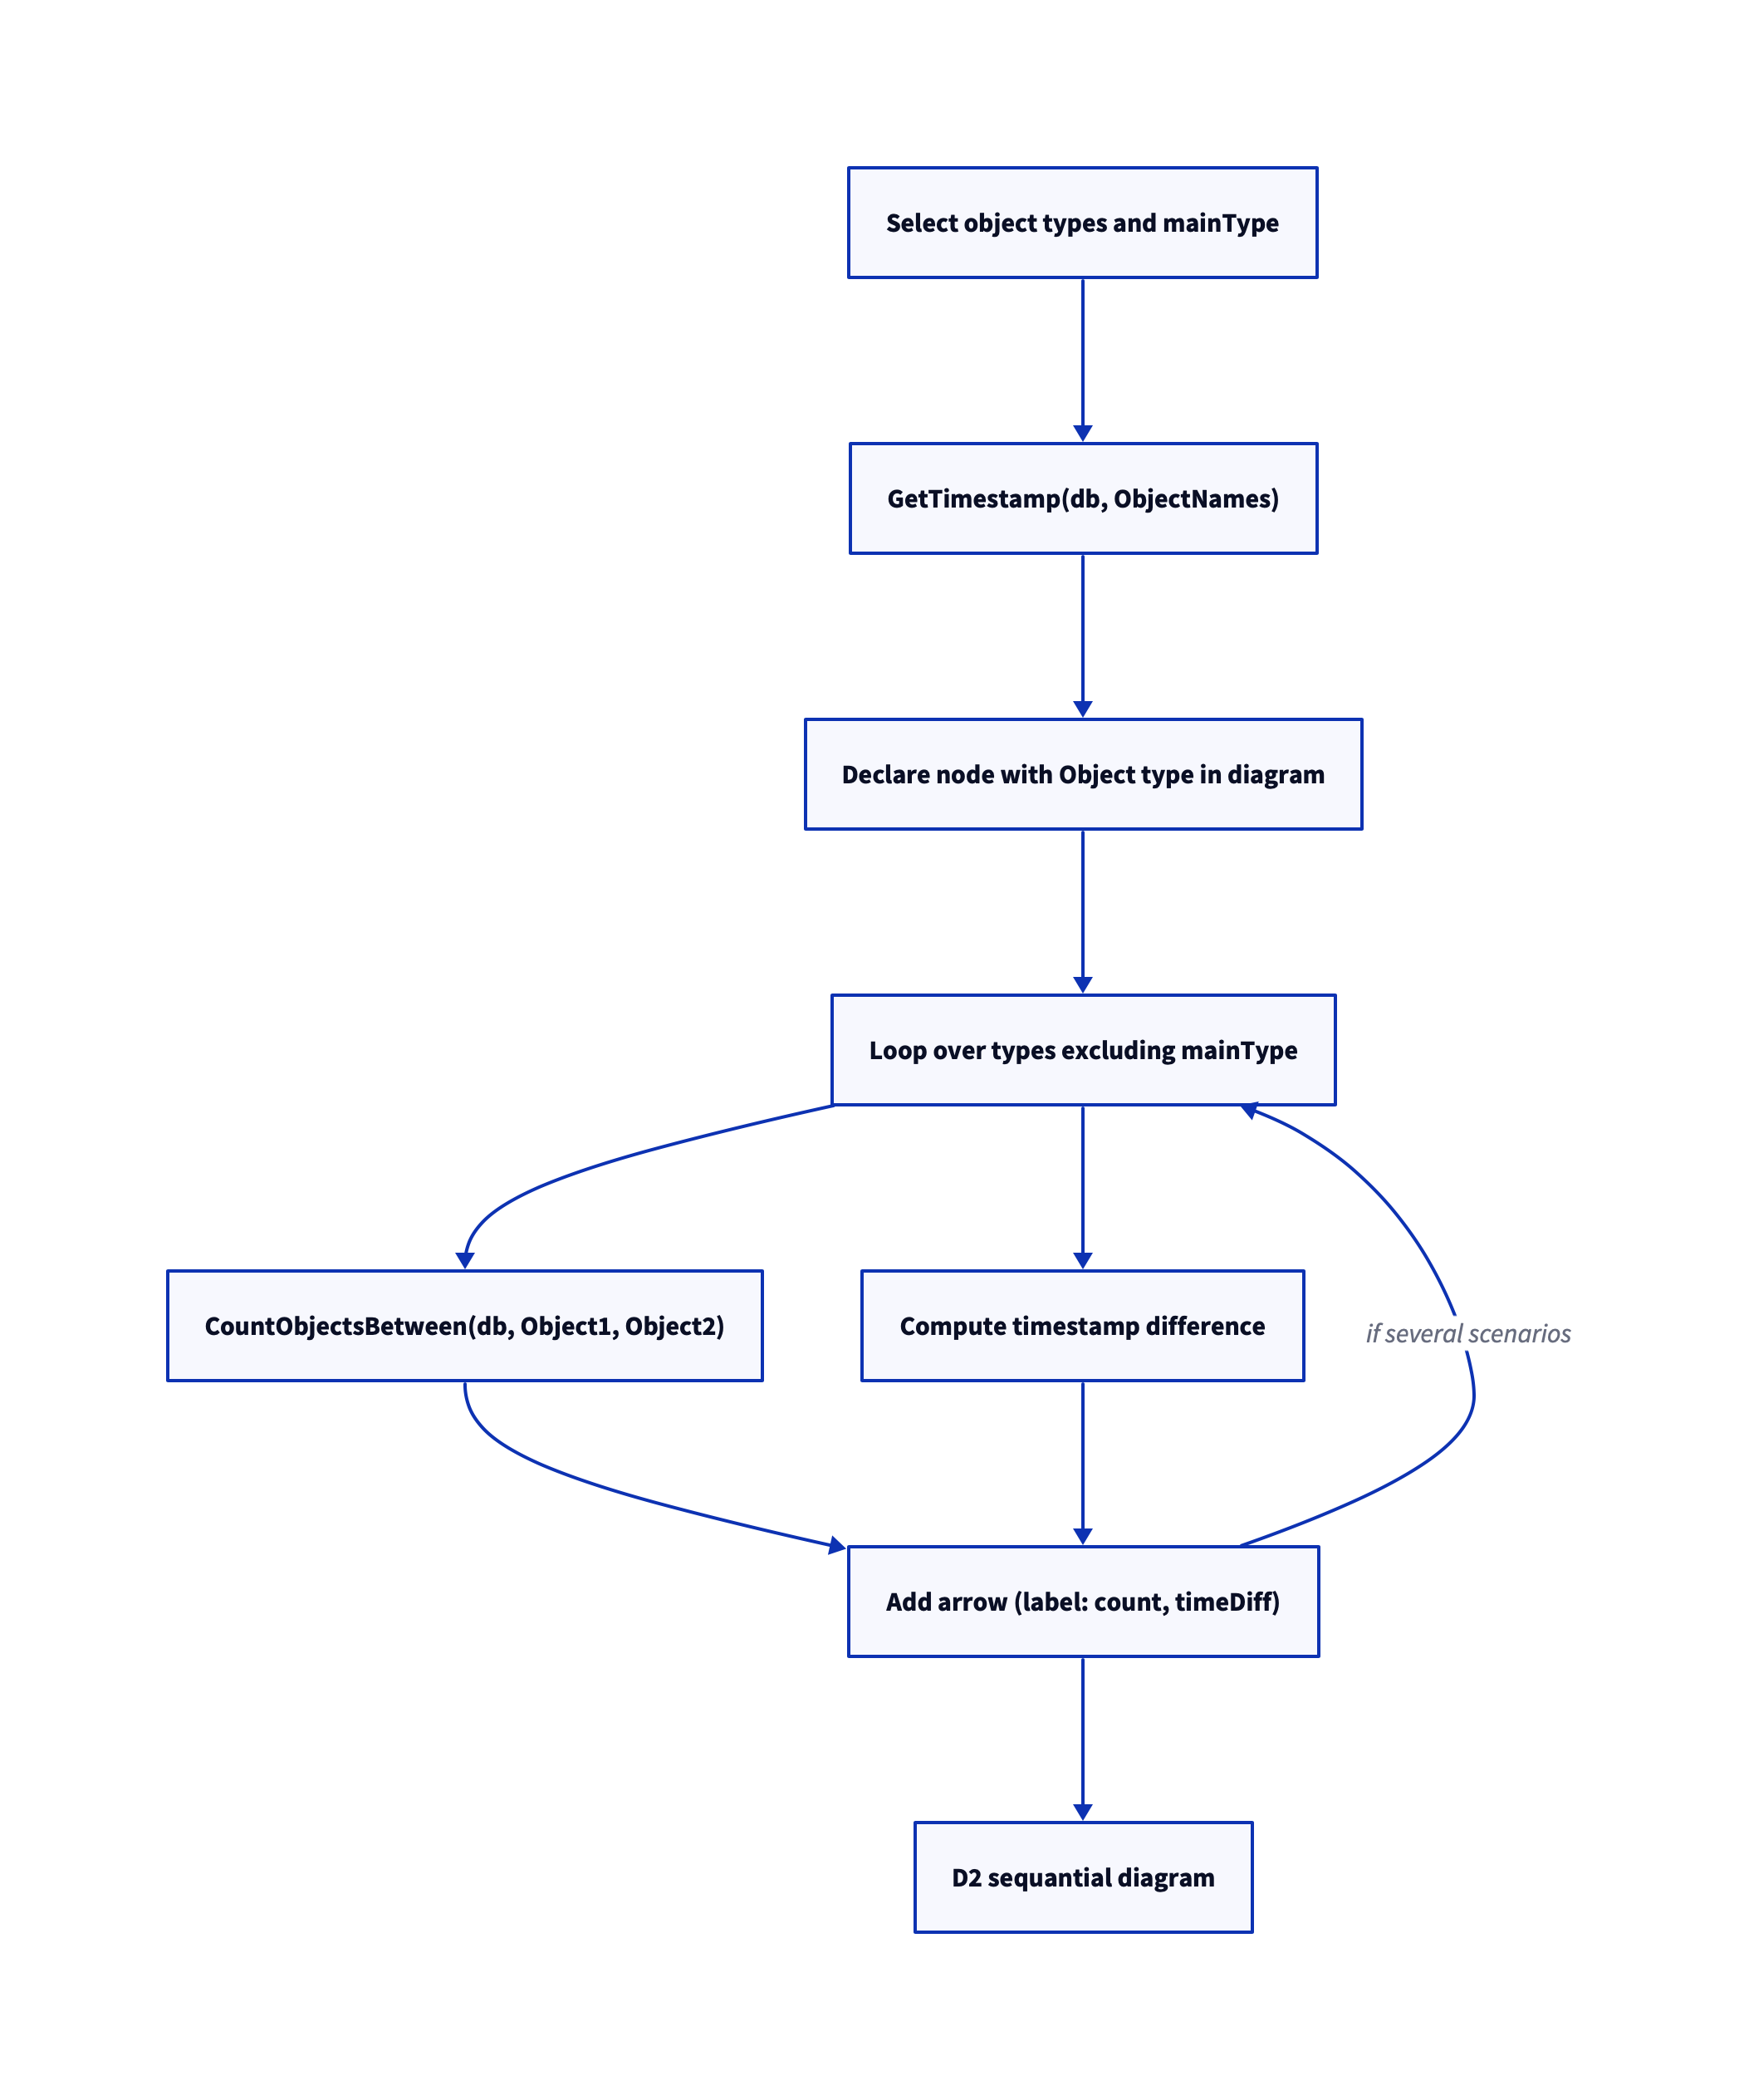 Select object types and mainType
GetTimestamp(db, ObjectNames)
Declare node with Object type in diagram
Loop over types excluding mainType
CountObjectsBetween(db, Object1, Object2)
Compute timestamp difference
if several scenarios
Add arrow (label: count, timeDiff)
D2 sequantial diagram